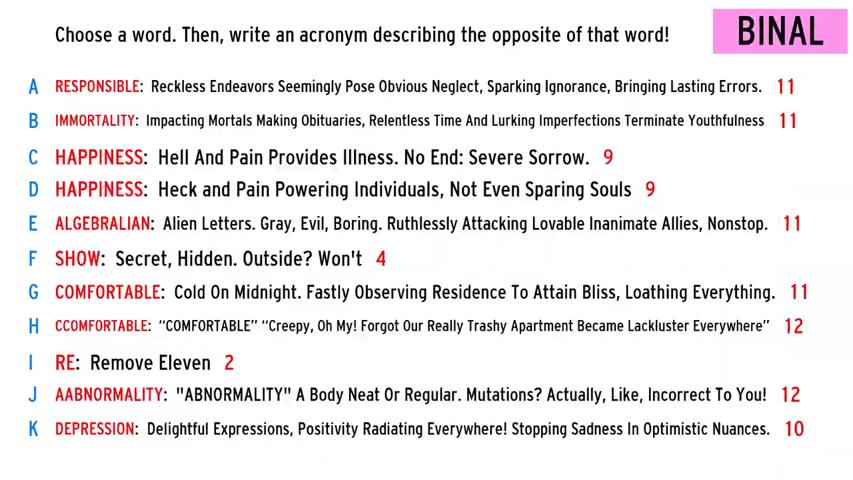 Choose a word. Then, write an acronym describing the opposite of that word!
BINAL
A RESPONSIBLE: Reckless Endeavors Seemingly Pose Obvious Neglect, Sparking Ignorance, Bringing Lasting Errors. 11
B IMMORTALITY: Impacting Mortals Making Obituaries, Relentless Time And Lurking Imperfections Terminate Youthfulness 11
C HAPPINESS: Hell And Pain Provides Illness. No End: Severe Sorrow. 9
D HAPPINESS: Heck and Pain Powering Individuals, Not Even Sparing Souls 9
E ALGEBRALIAN: Alien Letters. Gray, Evil, Boring. Ruthlessly Attacking Lovable Inanimate Allies, Nonstop. 11
F SHOW: Secret, Hidden. Outside? Won't 4
G COMFORTABLE: Cold On Midnight. Fastly Observing Residence To Attain Bliss, Loathing Everything. 11
H CCOMFORTABLE: “COMFORTABLE” “Creepy, Oh My! Forgot Our Really Trashy Apartment Became Lackluster Everywhere” 12
I RE: Remove Eleven 2
J AABNORMALITY: "ABNORMALITY" A Body Neat Or Regular. Mutations? Actually, Like, Incorrect To You! 12
K DEPRESSION: Delightful Expressions, Positivity Radiating Everywhere! Stopping Sadness In Optimistic Nuances. 10